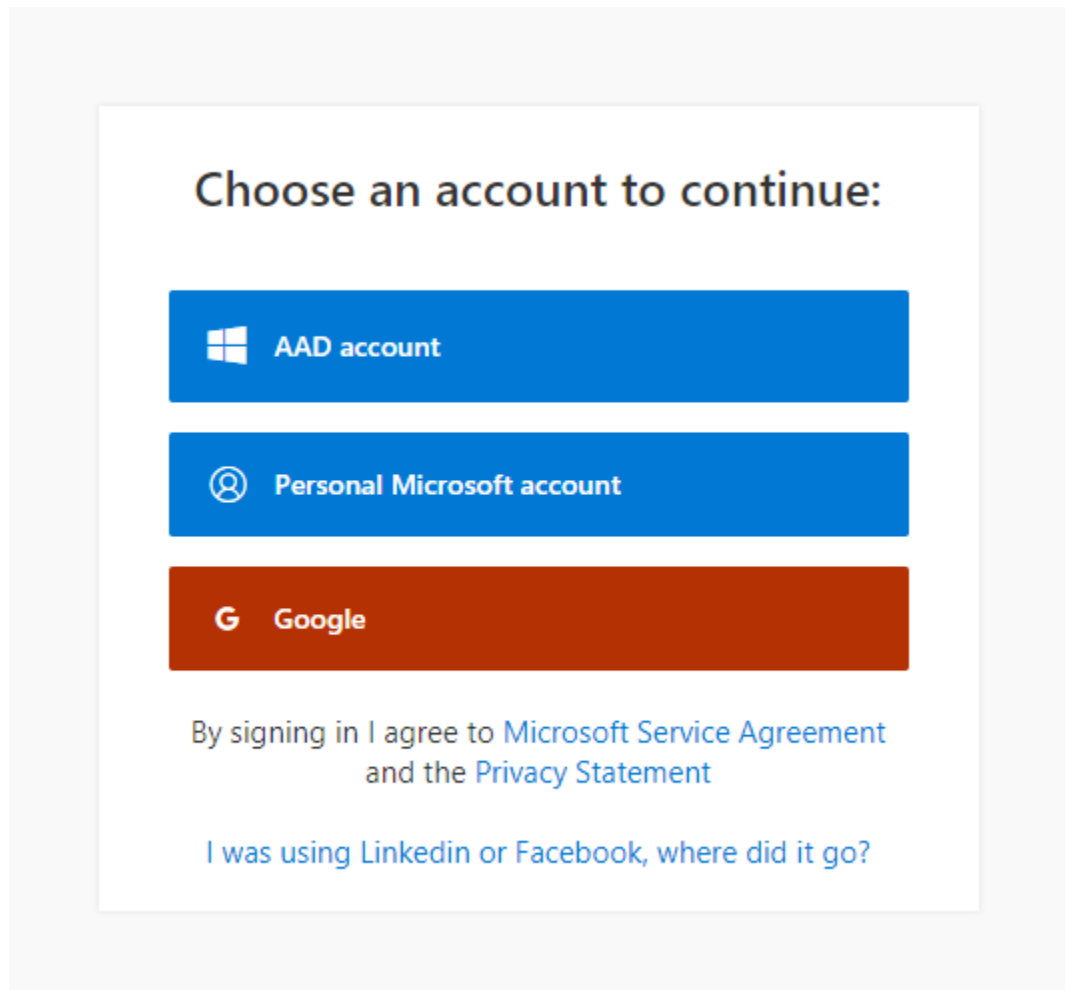 Choose an account to continue:
AAD account
Personal Microsoft account
G Google
By signing in I agree to Microsoft Service Agreement
and the Privacy Statement
I was using Linkedin or Facebook, where did it go?